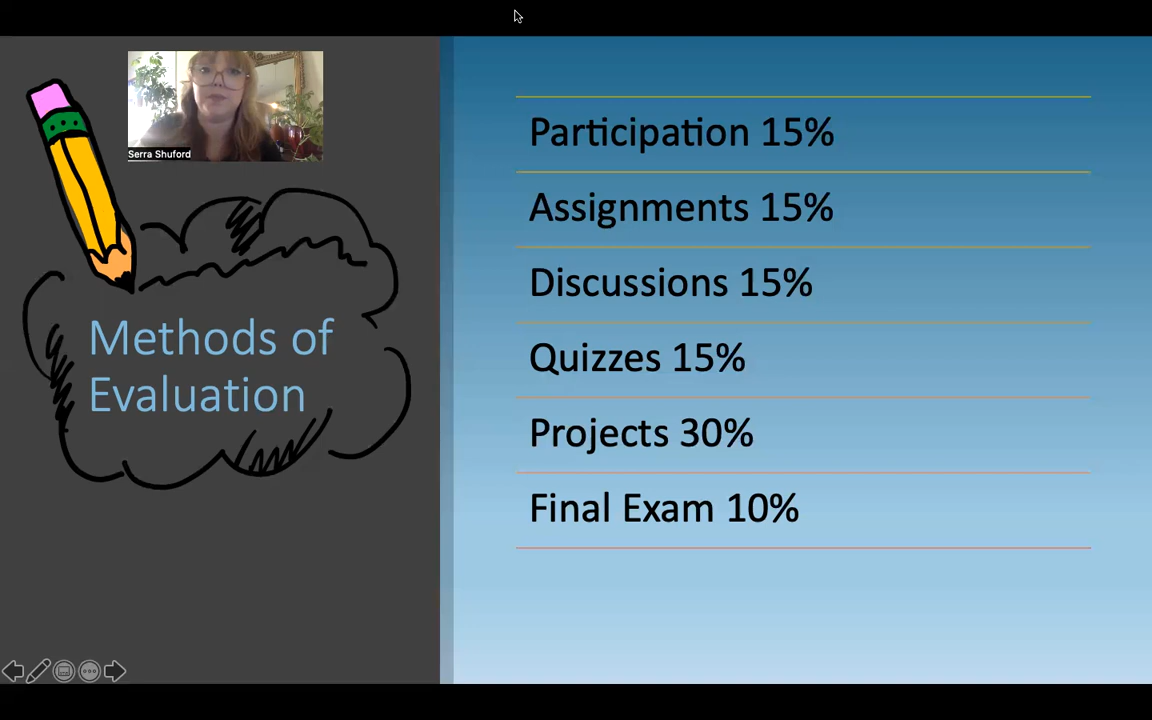 Serra Shuford
Methods of
Evaluation
Participation 15%
Assignments 15%
Discussions 15%
Quizzes 15%
Projects 30%
Final Exam 10%